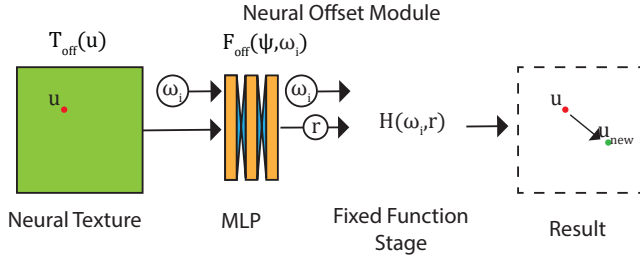 Neural Offset Module
T_off(u)
F_off(ψ,ω_i)
u
ω_i
ω_i
r
H(ω_i,r)
u
u_new
Neural Texture
MLP
Fixed Function
Stage
Result